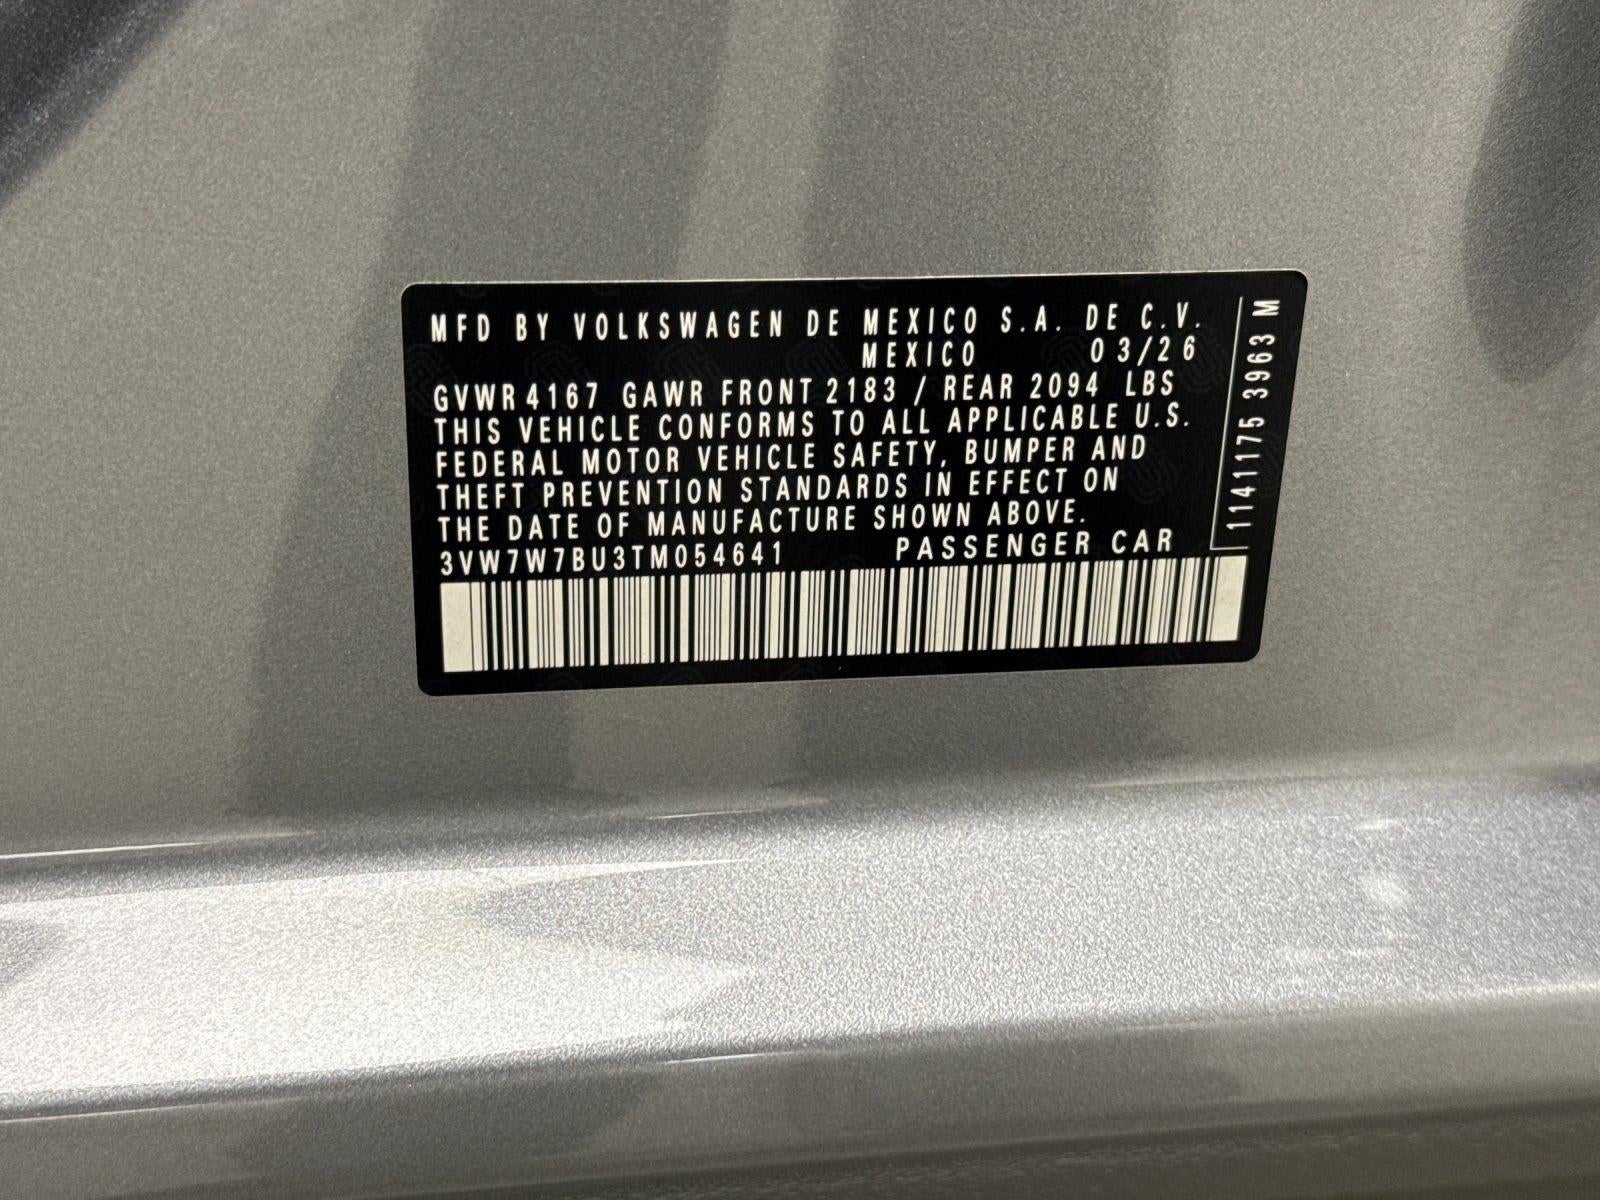 MFD BY VOLKSWAGEN DE MEXICO S.A. DE C.V.
MEXICO 03/26
GVWR 4167 GAWR FRONT 2183 / REAR 2094 LBS
THIS VEHICLE CONFORMS TO ALL APPLICABLE U.S.
FEDERAL MOTOR VEHICLE SAFETY, BUMPER AND
THEFT PREVENTION STANDARDS IN EFFECT ON
THE DATE OF MANUFACTURE SHOWN ABOVE.
3VW7W7BU3TM054641 PASSENGER CAR
1141175 3963 M